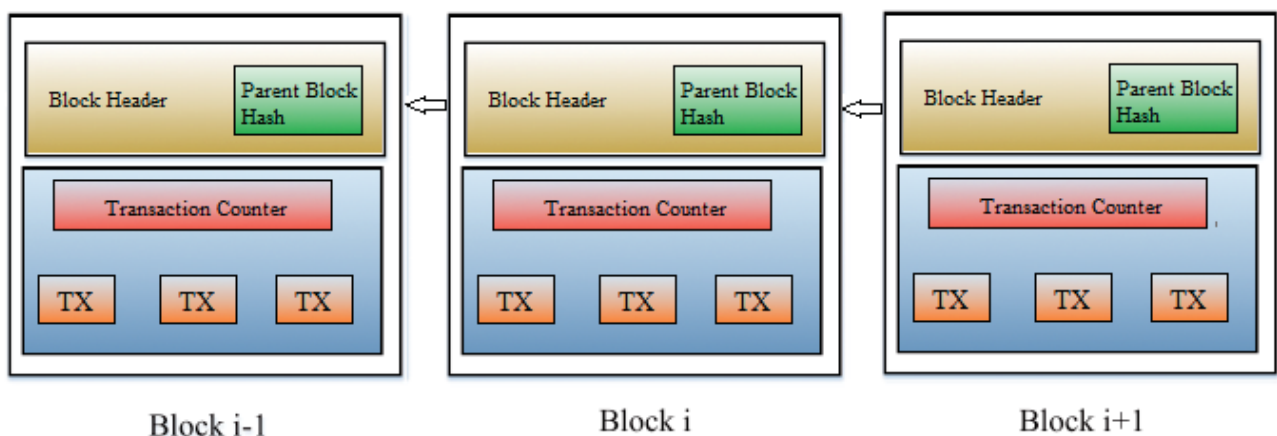 Block Header
Parent Block
Hash
Transaction Counter
TX TX TX
Block i-1
Block Header
Parent Block
Hash
Transaction Counter
TX TX TX
Block i
Block Header
Parent Block
Hash
Transaction Counter
TX TX TX
Block i+1